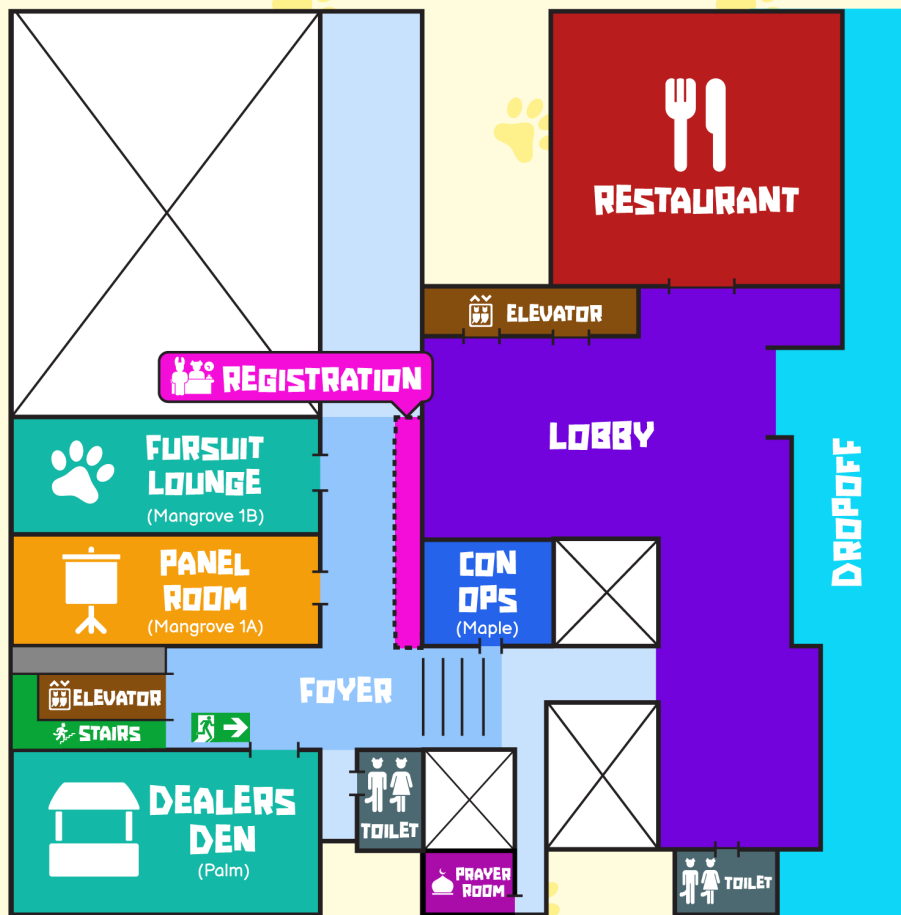 RESTAURANT
ELEVATOR
REGISTRATION
LOBBY
FURSUIT
LOUNGE
(Mangrove 1B)
DROPOFF
PANEL
ROOM
(Mangrove 1A)
CON
OPS
(Maple)
ELEVATOR
FOYER
STAIRS
DEALERS
DEN
(Palm)
TOILET
PRAYER
ROOM
TOILET